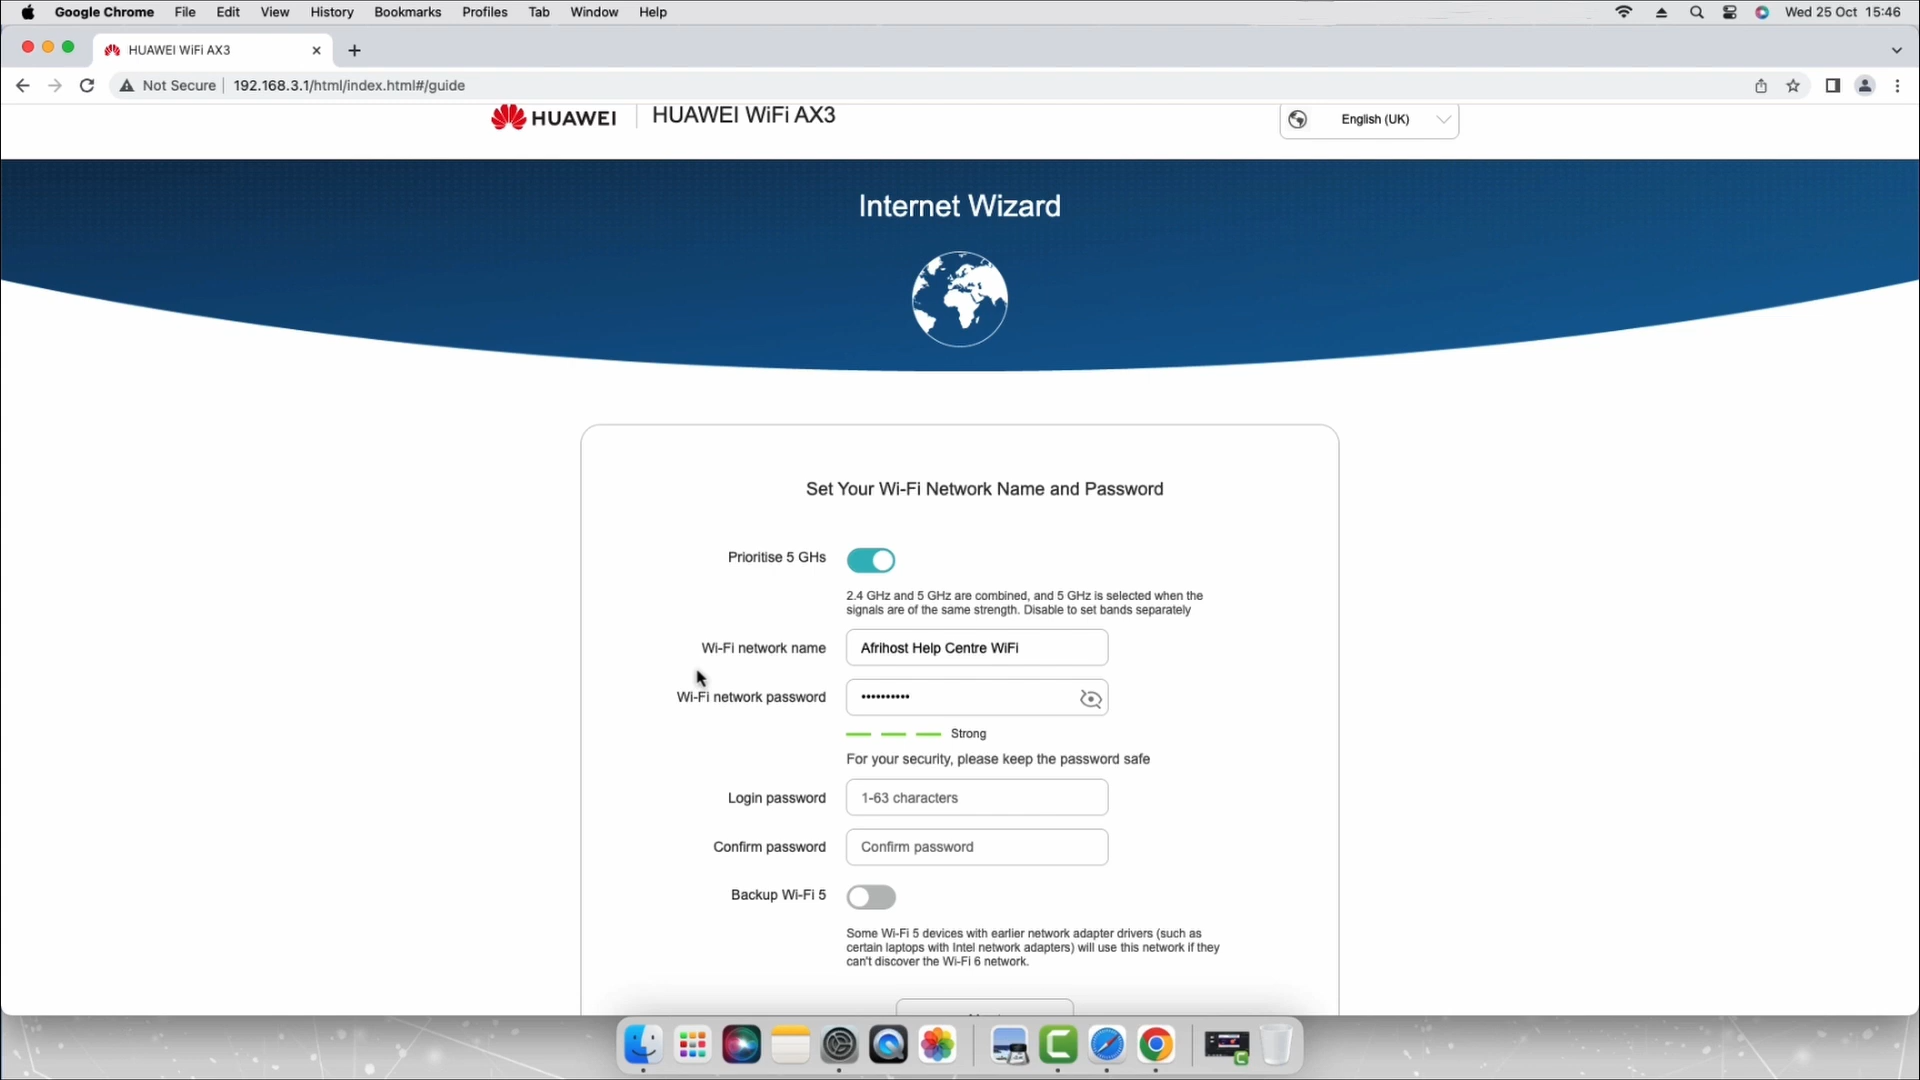 Google Chrome File Edit View History Bookmarks Profiles Tab Window Help Wed 25 Oct 15:46
HUAWEI WiFi AX3
Not Secure 192.168.3.1/html/index.html#/guide
HUAWEI HUAWEI WiFi AX3 English (UK)
Internet Wizard
Set Your Wi-Fi Network Name and Password
Prioritise 5 GHs
2.4 GHz and 5 GHz are combined, and 5 GHz is selected when the
signals are of the same strength. Disable to set bands separately
Wi-Fi network name Afrihost Help Centre WiFi
Wi-Fi network password ••••••••••
Strong
For your security, please keep the password safe
Login password 1-63 characters
Confirm password Confirm password
Backup Wi-Fi 5
Some Wi-Fi 5 devices with earlier network adapter drivers (such as
certain laptops with Intel network adapters) will use this network if they
can't discover the Wi-Fi 6 network.